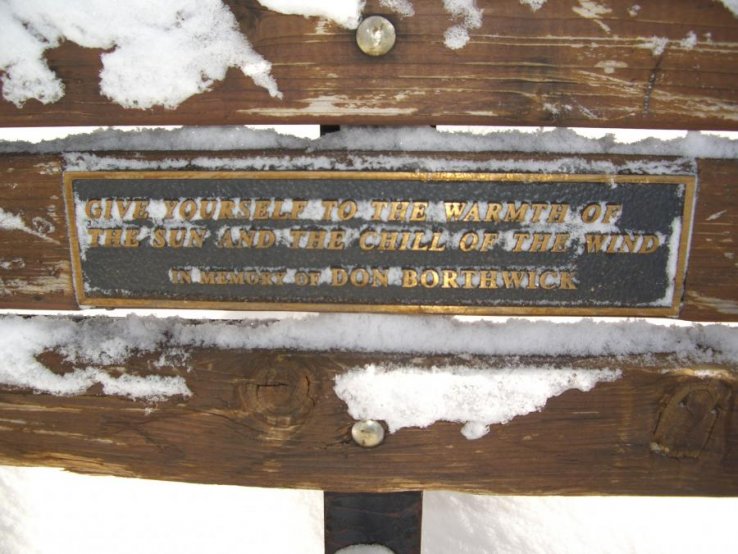 GIVE YOURSELF TO THE WARMTH OF
THE SUN AND THE CHILL OF THE WIND
IN MEMORY OF DON BORTHWICK